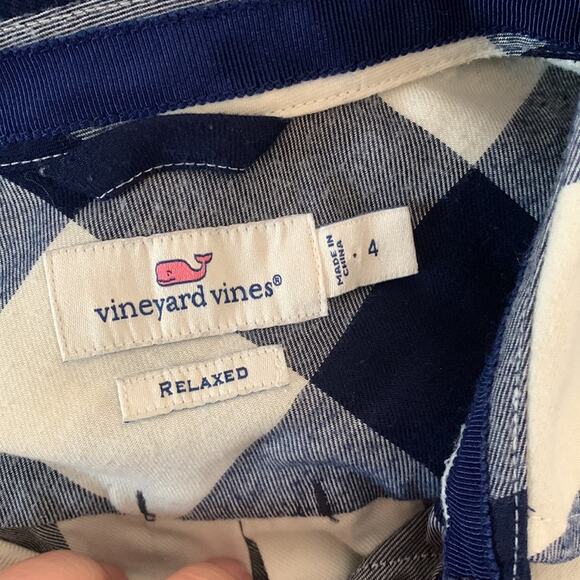 vineyard vines®
MADE IN
CHINA
· 4
RELAXED